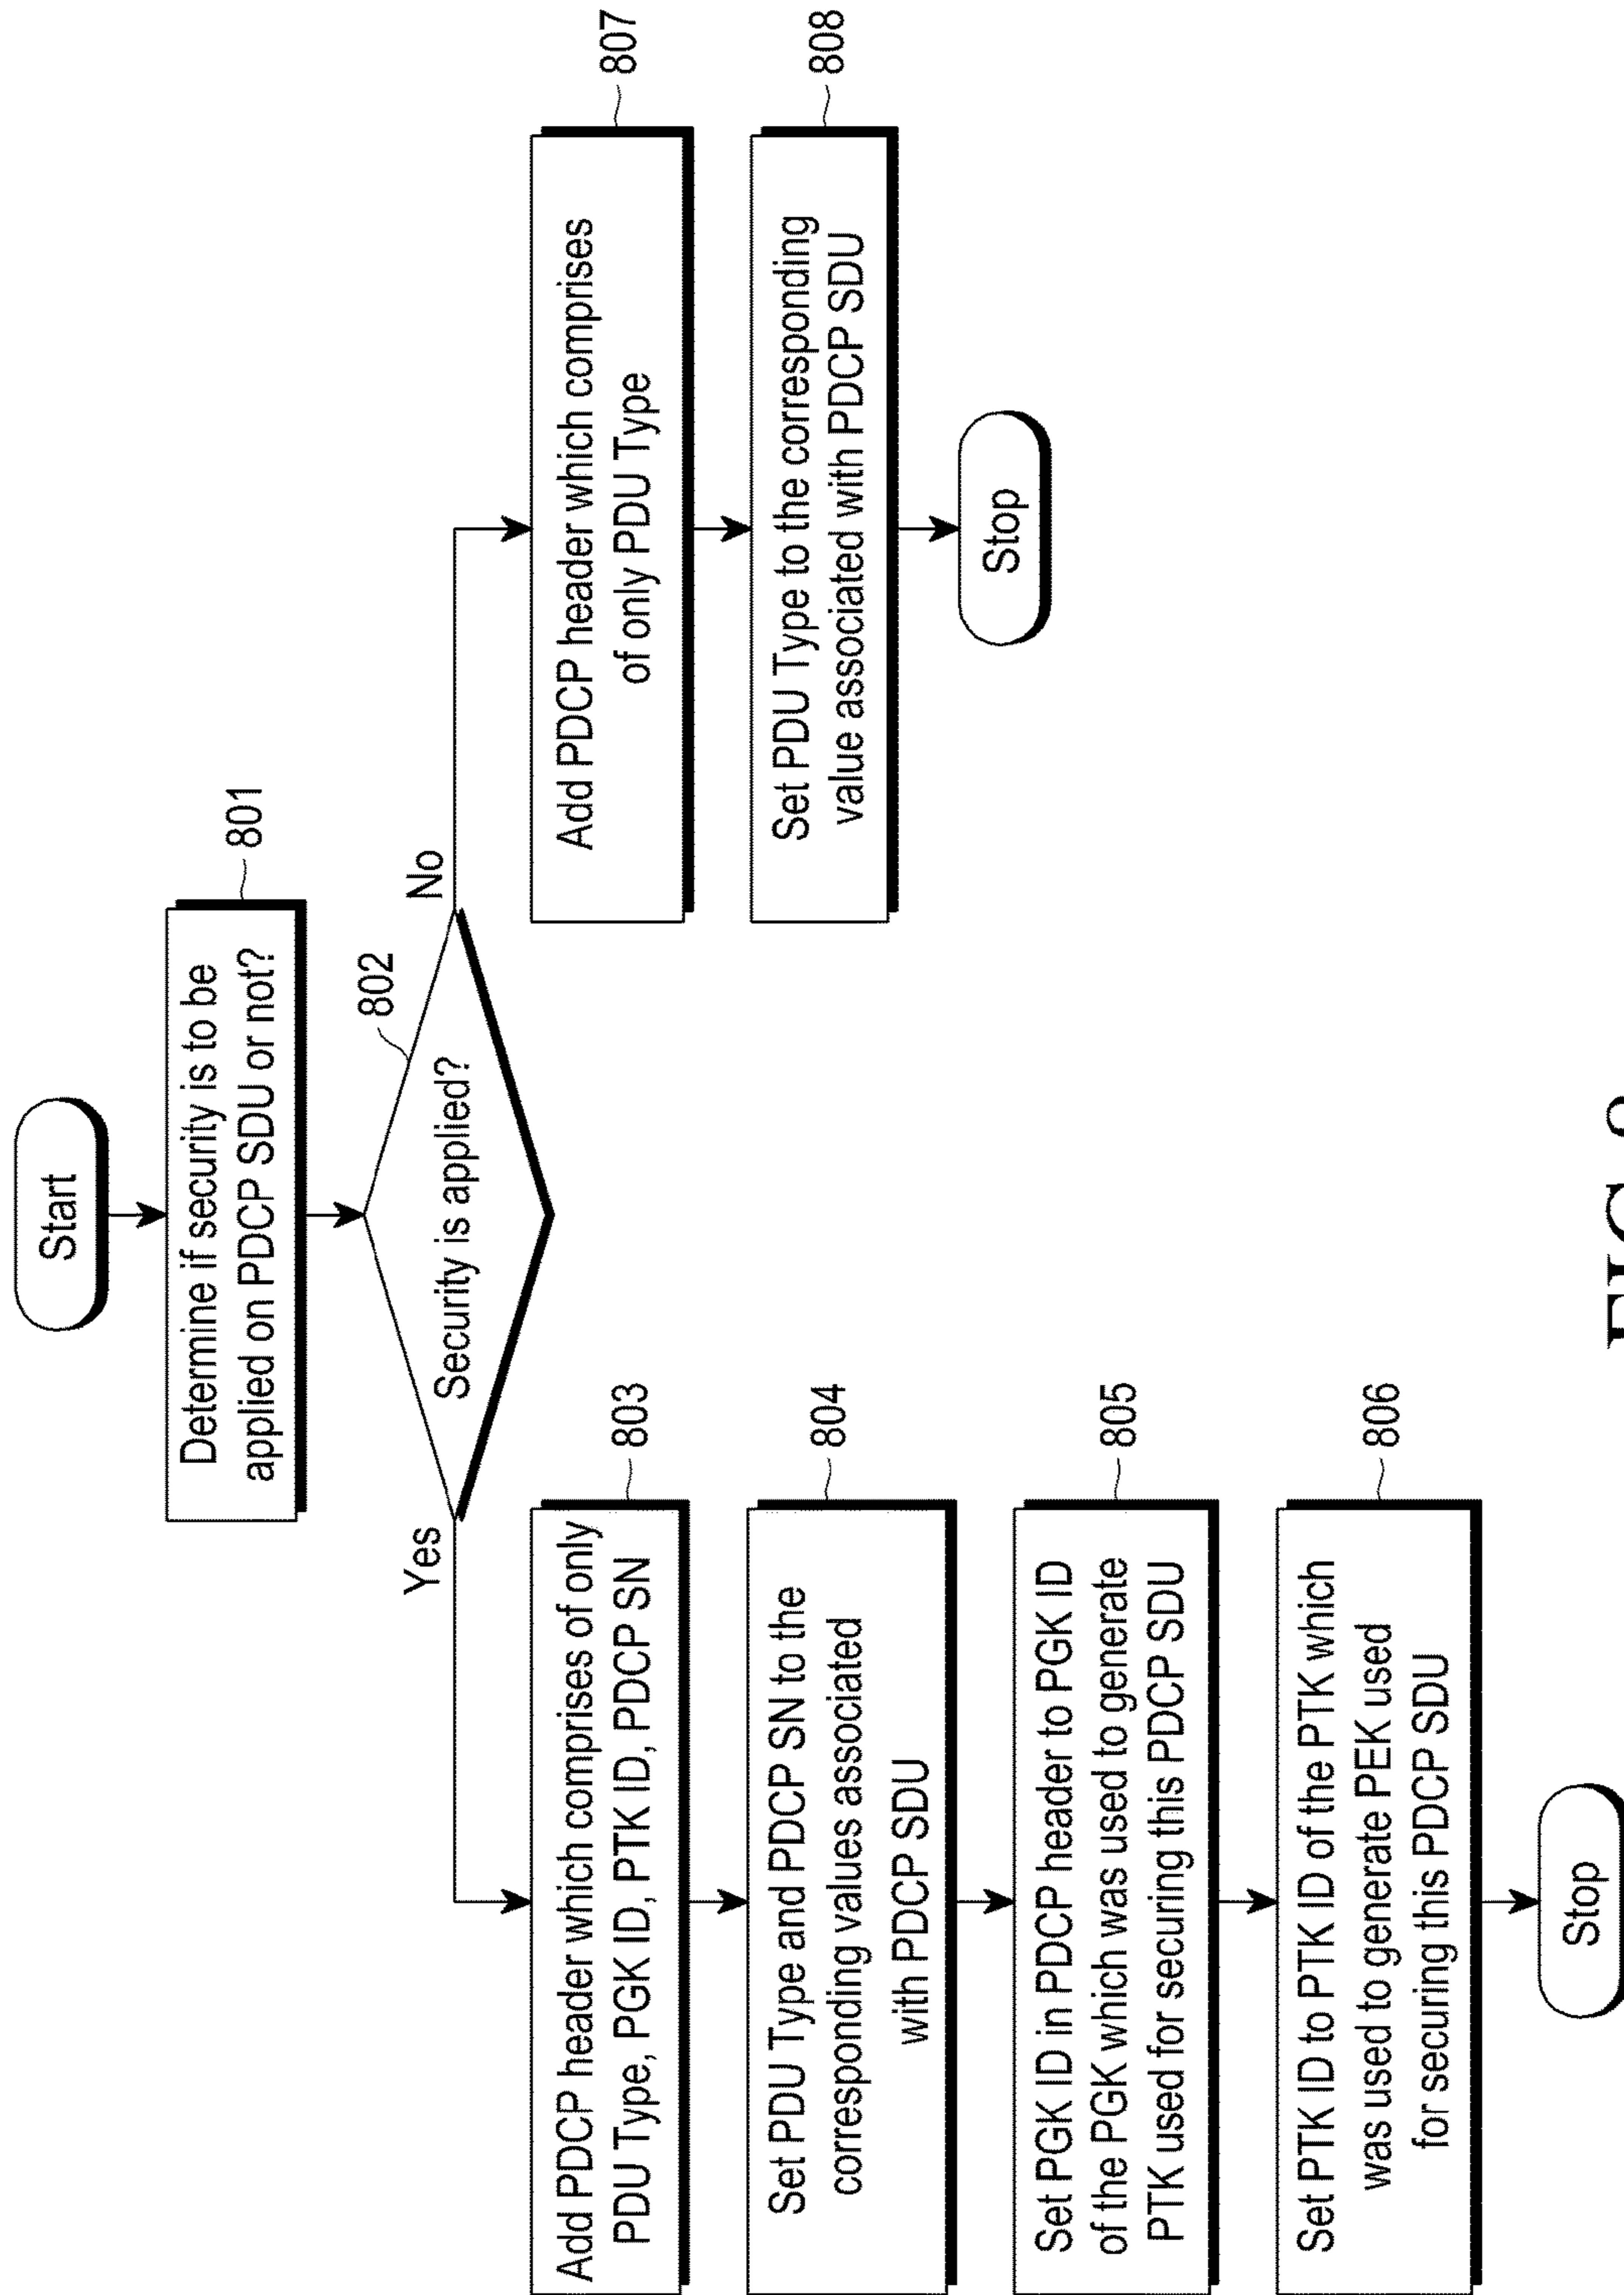 Start
Determine if security is to be
applied on PDCP SDU or not?
801
Security is applied?
802
Yes
No
Add PDCP header which comprises of only
PDU Type, PGK ID, PTK ID, PDCP SN
803
Set PDU Type and PDCP SN to the
corresponding values associated
with PDCP SDU
804
Set PGK ID in PDCP header to PGK ID
of the PGK which was used to generate
PTK used for securing this PDCP SDU
805
Set PTK ID to PTK ID of the PTK which
was used to generate PEK used
for securing this PDCP SDU
806
Stop
Add PDCP header which comprises
of only PDU Type
807
Set PDU Type to the corresponding
value associated with PDCP SDU
808
Stop